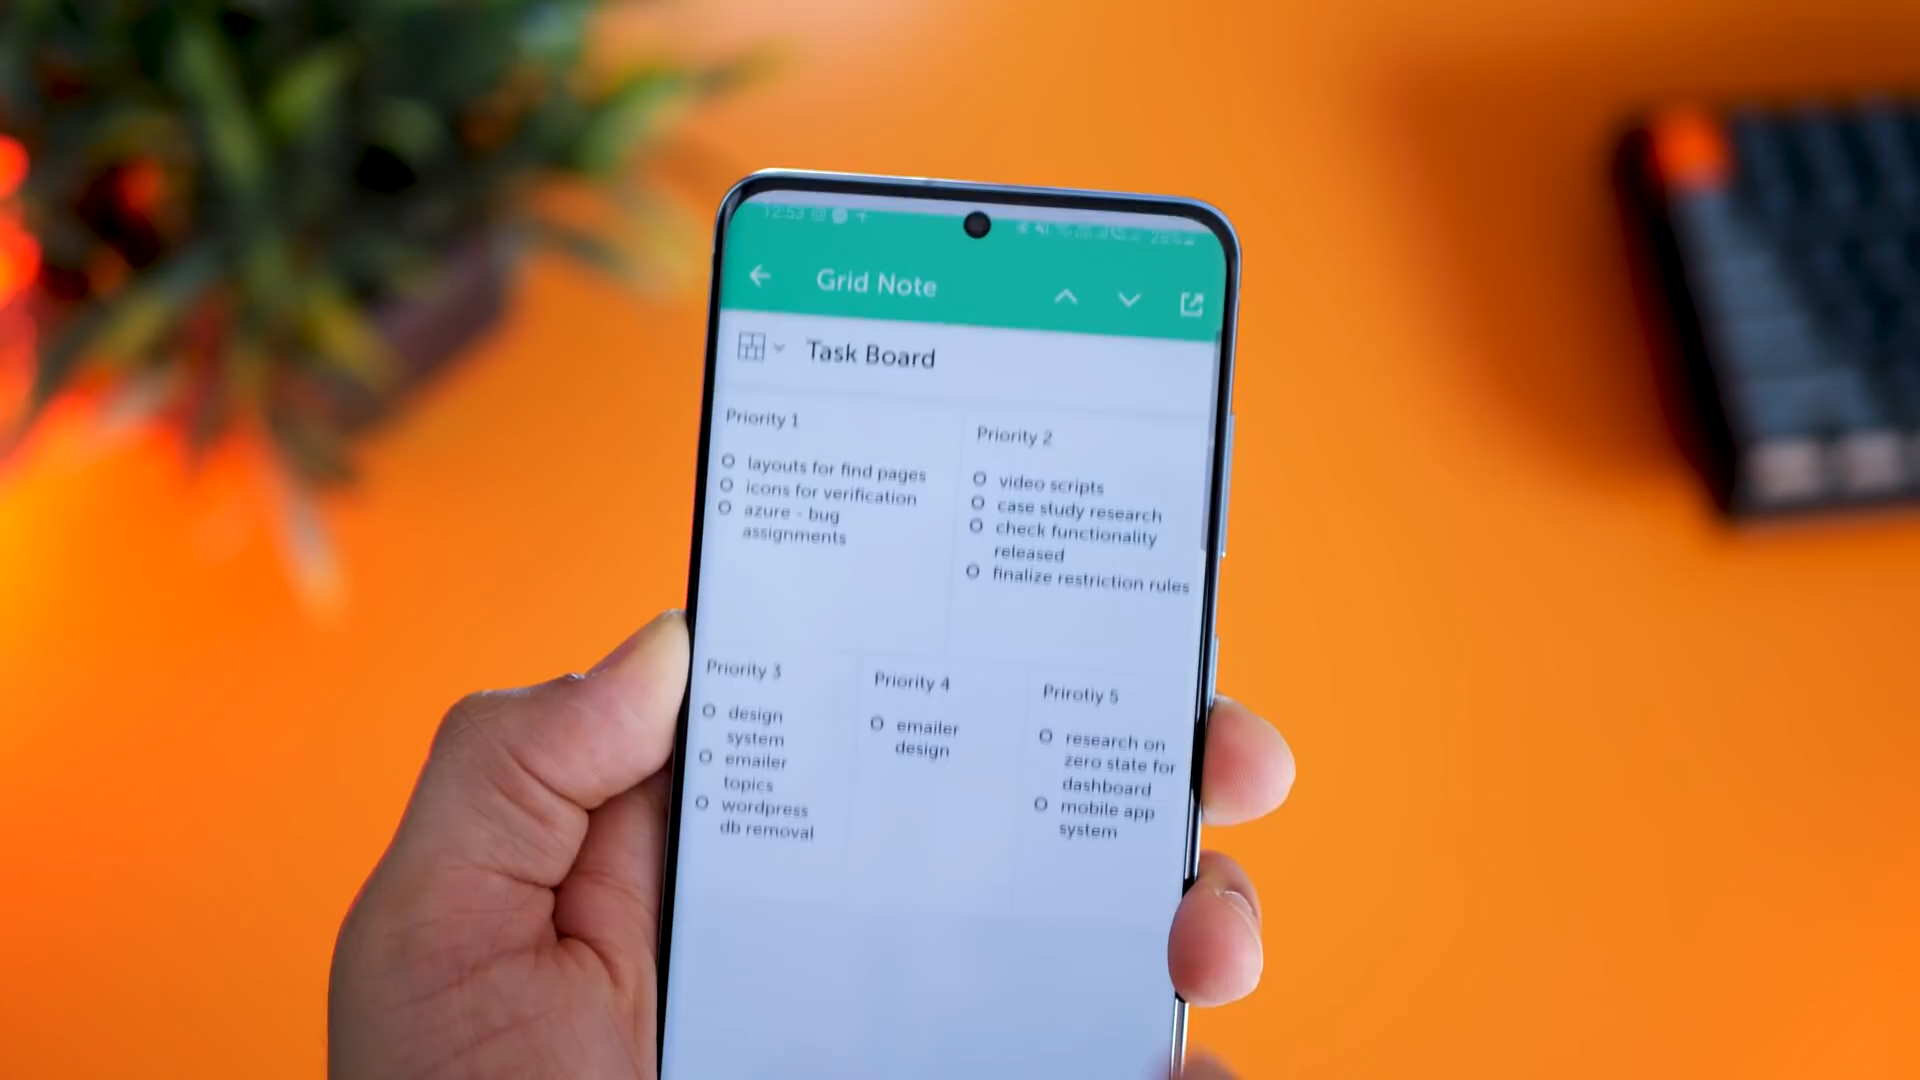 12:53
Grid Note
Task Board
Priority 1
layouts for find pages
icons for verification
azure - bug
assignments
Priority 2
video scripts
case study research
check functionality
released
finalize restriction rules
Priority 3
design
system
emailer
topics
wordpress
db removal
Priority 4
emailer
design
Prirotiy 5
research on
zero state for
dashboard
mobile app
system